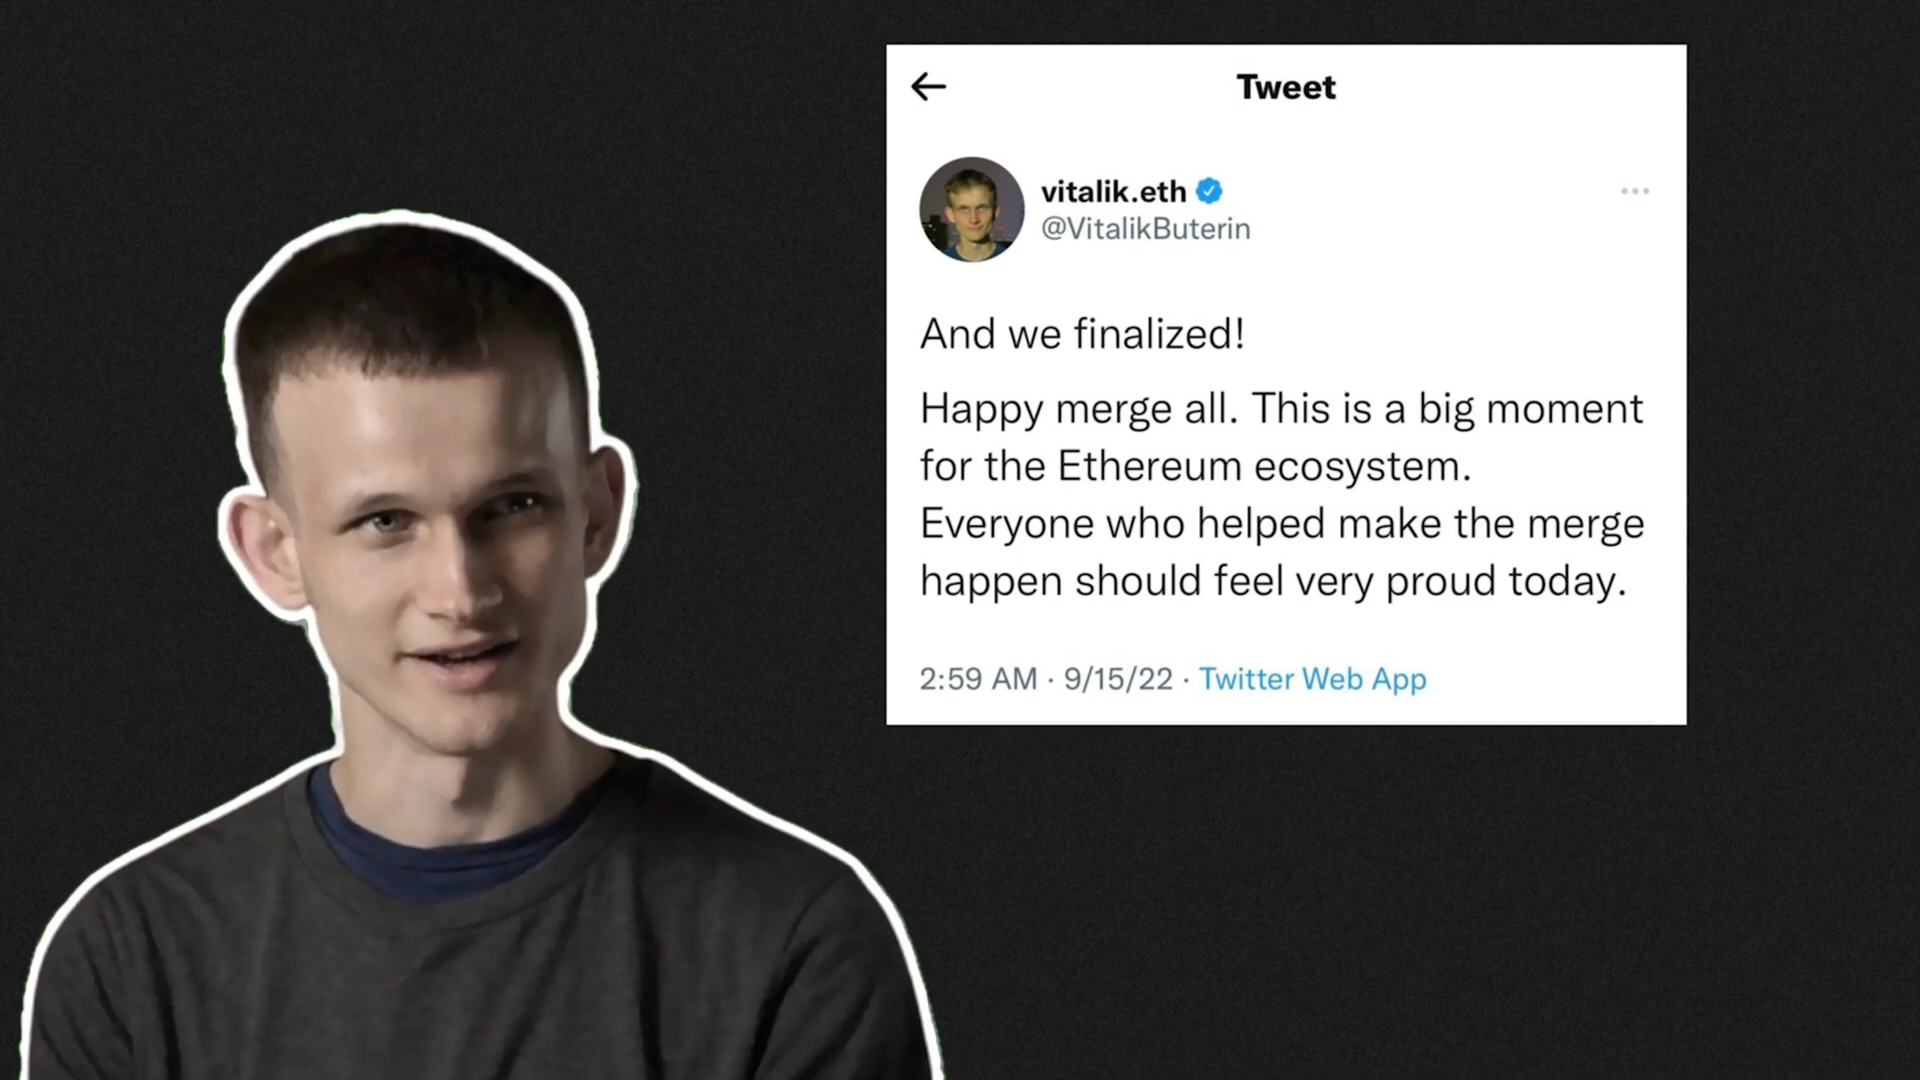 Tweet
vitalik.eth
@VitalikButerin
And we finalized!
Happy merge all. This is a big moment
for the Ethereum ecosystem.
Everyone who helped make the merge
happen should feel very proud today.
2:59 AM · 9/15/22 · Twitter Web App